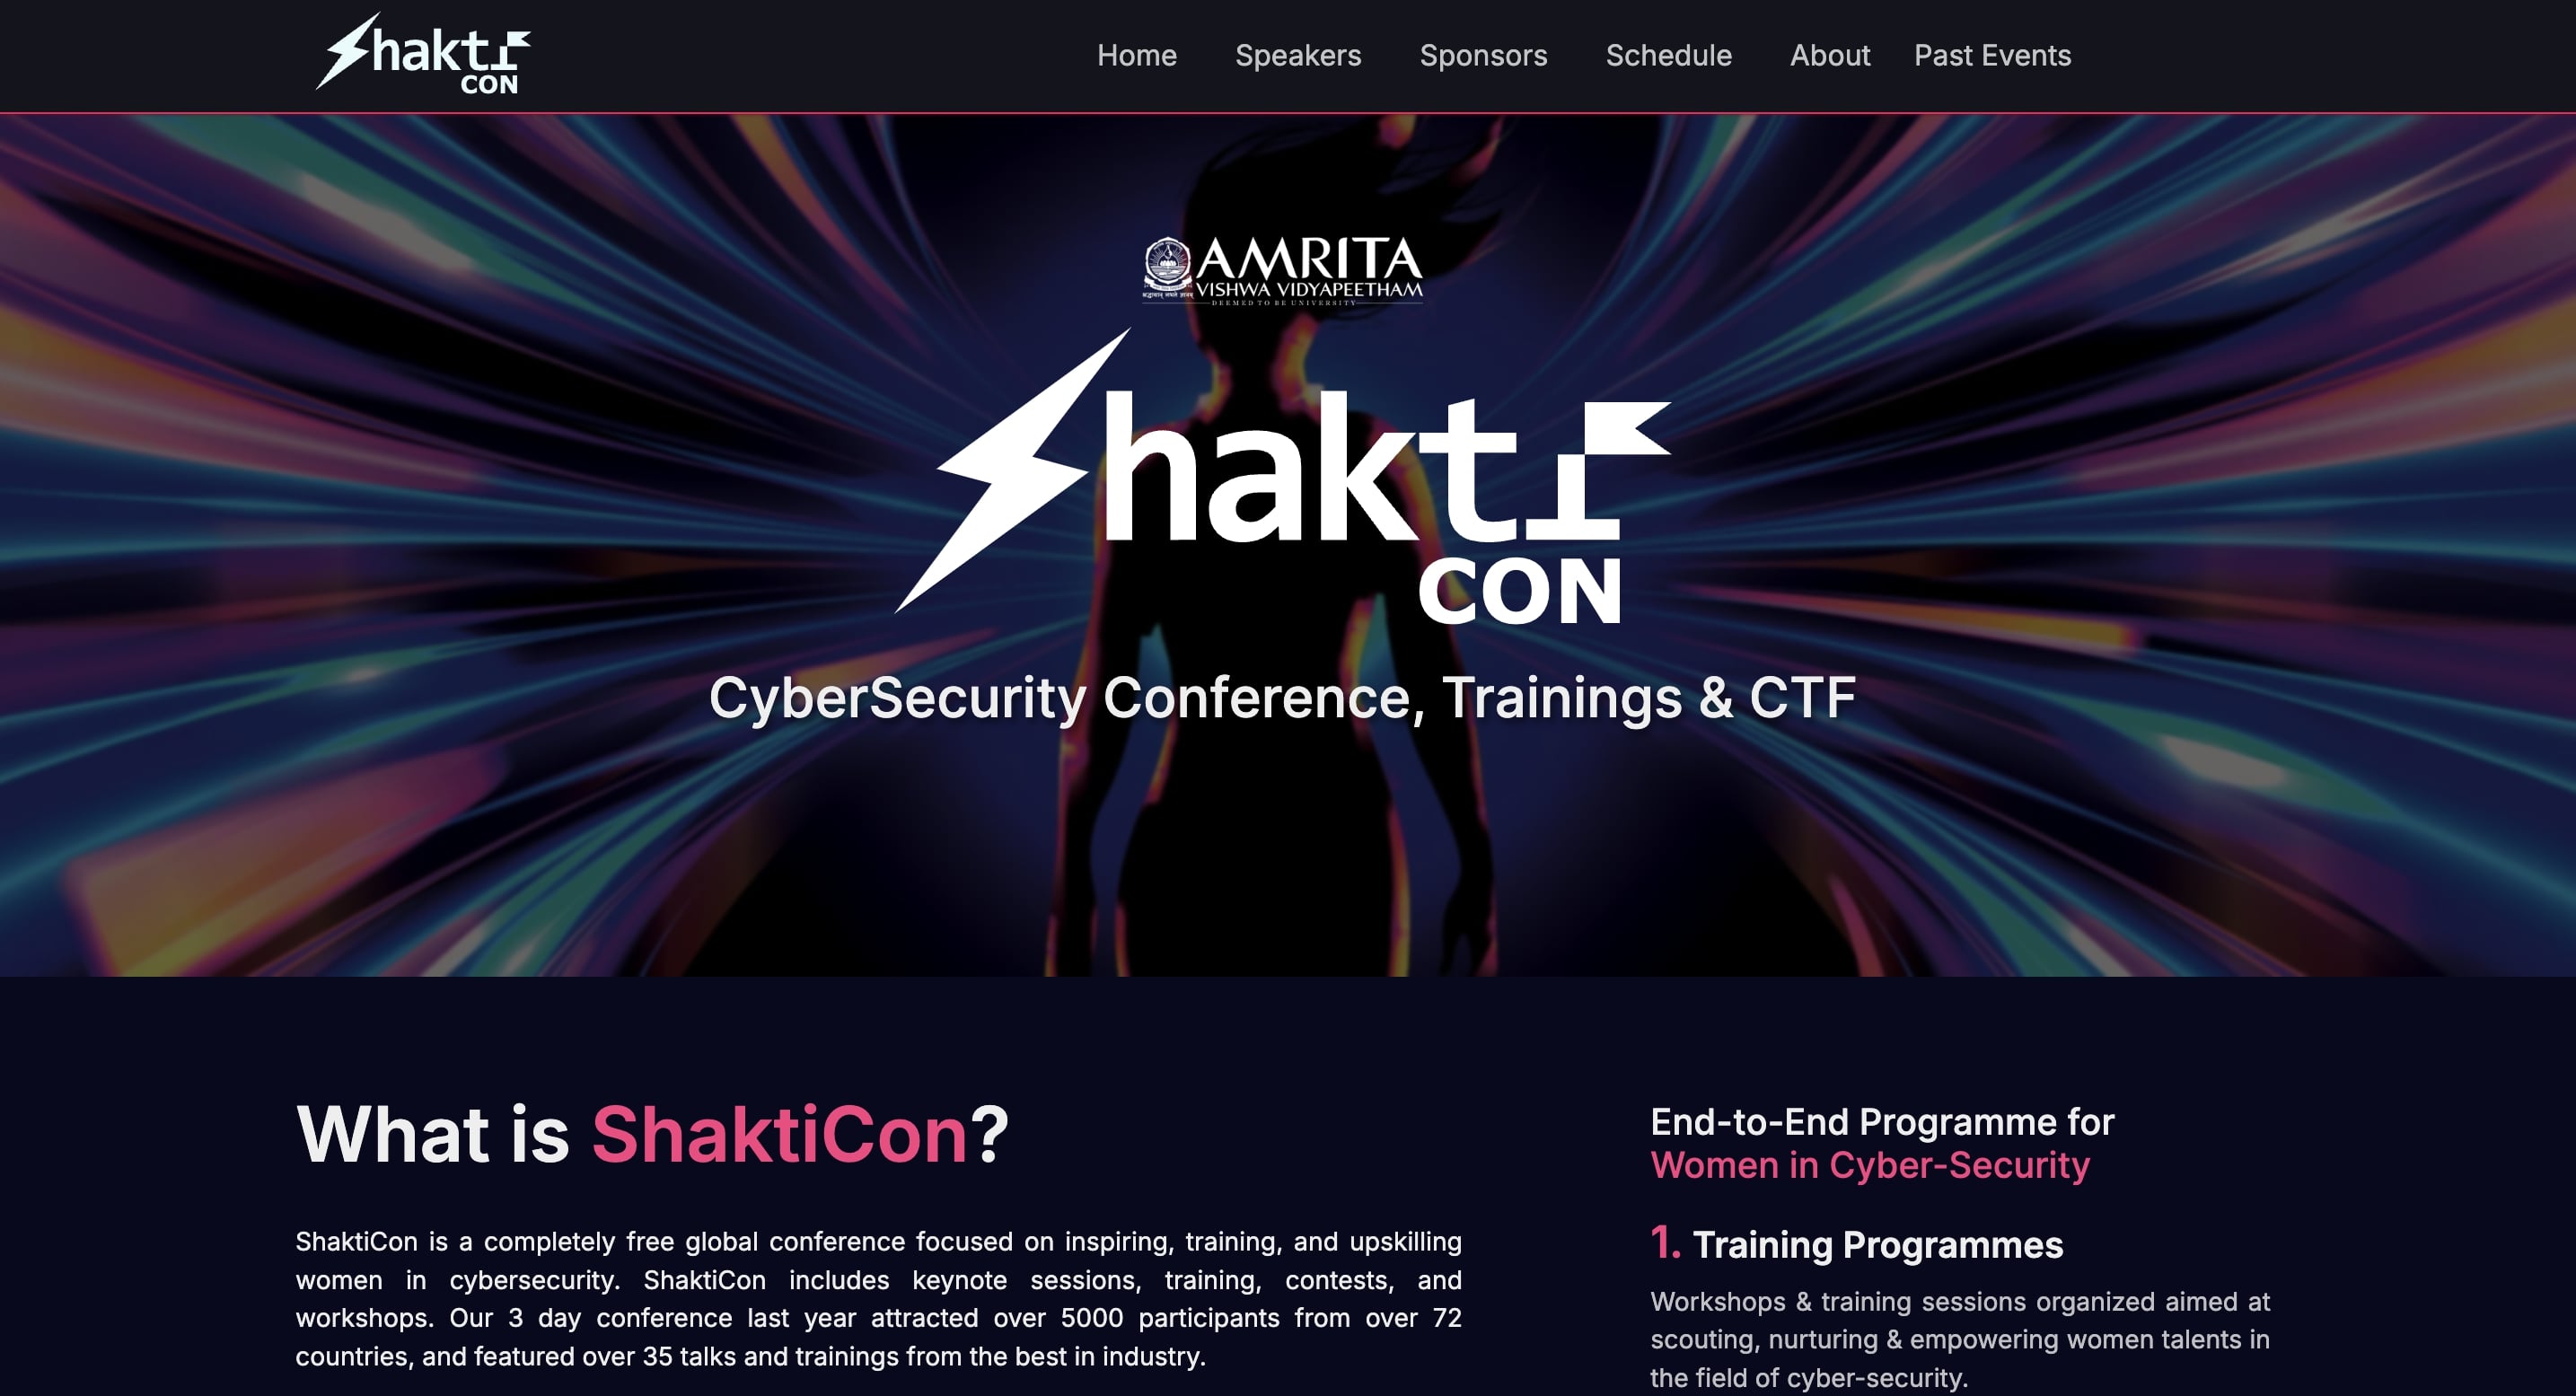 Shakti
CON
Home Speakers Sponsors Schedule About Past Events
AMRITA
VISHWA VIDYAPEETHAM
DEEMED TO BE UNIVERSITY
Shakti
CON
CyberSecurity Conference, Trainings & CTF
What is ShaktiCon?
ShaktiCon is a completely free global conference focused on inspiring, training, and upskilling
women in cybersecurity. ShaktiCon includes keynote sessions, training, contests, and
workshops. Our 3 day conference last year attracted over 5000 participants from over 72
countries, and featured over 35 talks and trainings from the best in industry.
End-to-End Programme for
Women in Cyber-Security
1. Training Programmes
Workshops & training sessions organized aimed at
scouting, nurturing & empowering women talents in
the field of cyber-security.